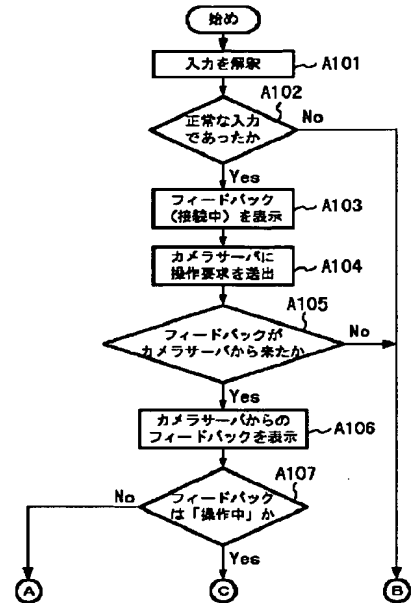 始め
入力を解釈
A101
A102
正常な入力
であったか
No
Yes
フィードバック
(接続中)を表示
A103
カメラサーバに
操作要求を送出
A104
A105
フィードバックが
カメラサーバから来たか
No
Yes
カメラサーバからの
フィードバックを表示
A106
A107
No
フィードバック
は「操作中」か
Yes
A
C
B